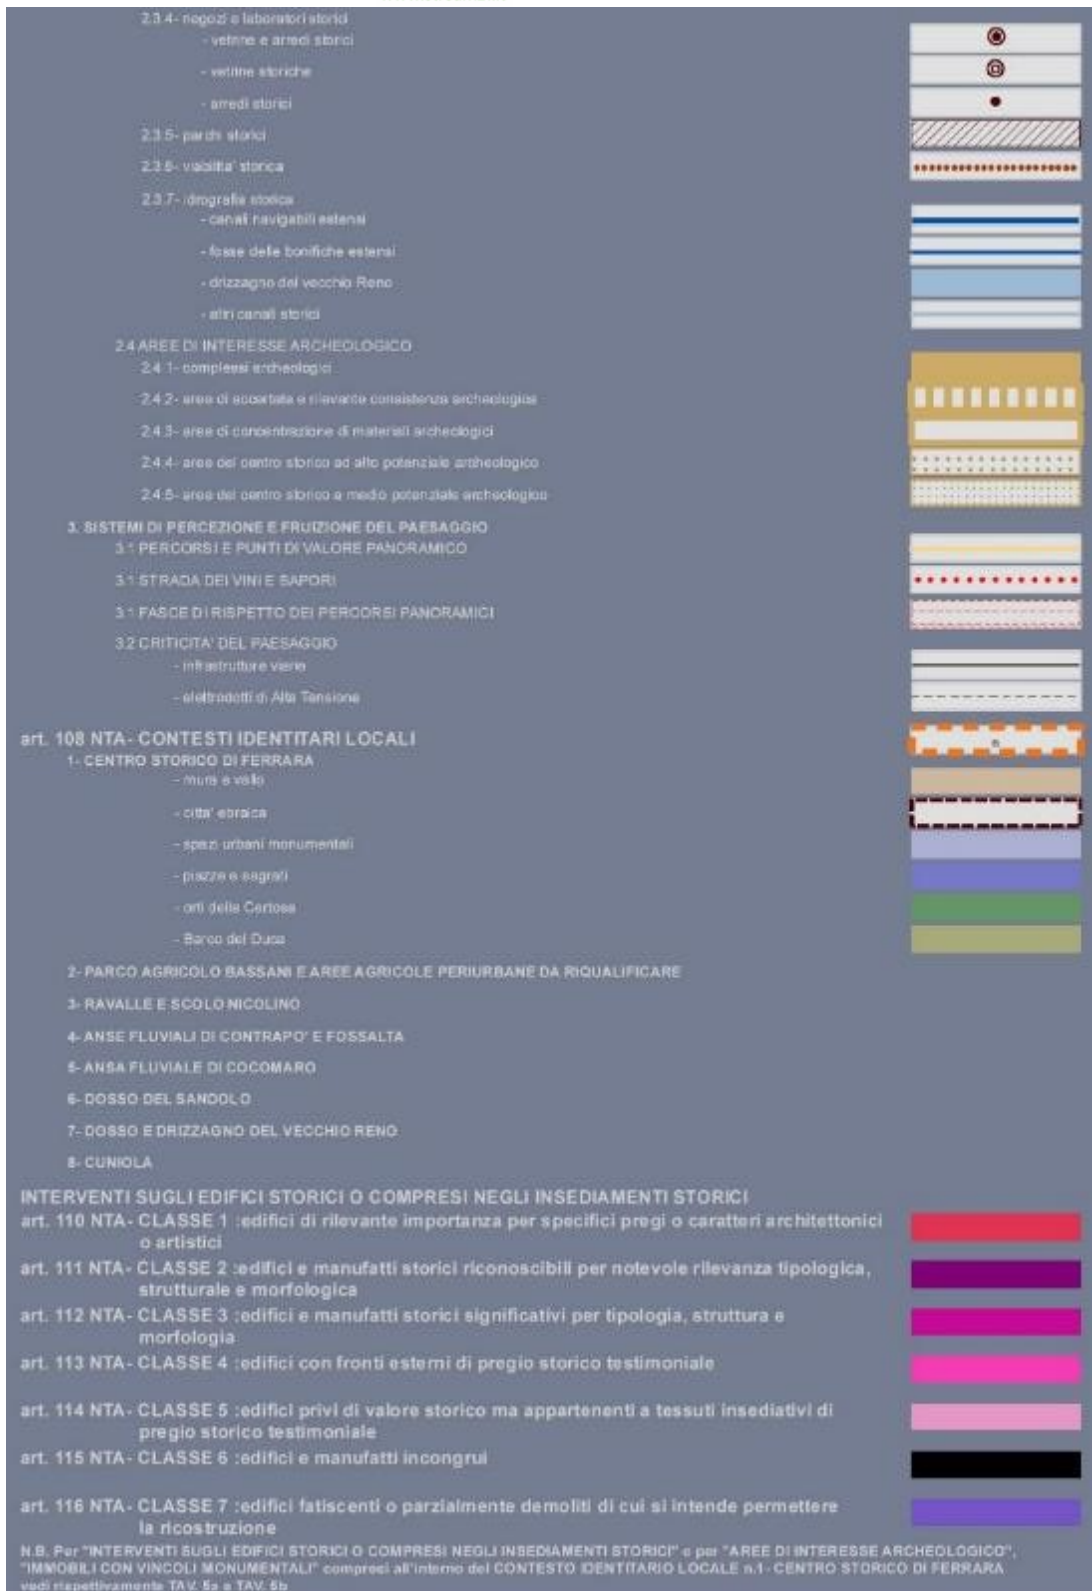 2.3.4- negozi e laboratori storici
- vetrine e arredi storici
- vetrine storiche
- arredi storici
2.3.5- parchi storici
2.3.6- viabilita' storica
2.3.7- idrografia storica
- canali navigabili estensi
- fosse delle bonifiche estensi
- drizzagno del vecchio Reno
- altri canali storici
2.4 AREE DI INTERESSE ARCHEOLOGICO
2.4.1- complessi archeologici
2.4.2- aree di accertata e rilevante consistenza archeologica
2.4.3- aree di concentrazione di materiali archeologici
2.4.4- aree del centro storico ad alto potenziale archeologico
2.4.5- aree del centro storico a medio potenziale archeologico
3. SISTEMI DI PERCEZIONE E FRUIZIONE DEL PAESAGGIO
3.1 PERCORSI E PUNTI DI VALORE PANORAMICO
3.1 STRADA DEI VINI E SAPORI
3.1 FASCE DI RISPETTO DEI PERCORSI PANORAMICI
3.2 CRITICITA' DEL PAESAGGIO
- infrastrutture viarie
- elettrodotti di Alta Tensione
art. 108 NTA- CONTESTI IDENTITARI LOCALI
1- CENTRO STORICO DI FERRARA
- mura e vallo
- citta' ebraica
- spazi urbani monumentali
- piazze e sagrati
- orti della Certosa
- Barco del Duca
2- PARCO AGRICOLO BASSANI E AREE AGRICOLE PERIURBANE DA RIQUALIFICARE
3- RAVALLE E SCOLO NICOLINO
4- ANSE FLUVIALI DI CONTRAPO' E FOSSALTA
5- ANSA FLUVIALE DI COCOMARO
6- DOSSO DEL SANDOLO
7- DOSSO E DRIZZAGNO DEL VECCHIO RENO
8- CUNIOLA
INTERVENTI SUGLI EDIFICI STORICI O COMPRESI NEGLI INSEDIAMENTI STORICI
art. 110 NTA- CLASSE 1 :edifici di rilevante importanza per specifici pregi o caratteri architettonici
o artistici
art. 111 NTA- CLASSE 2 :edifici e manufatti storici riconoscibili per notevole rilevanza tipologica,
strutturale e morfologica
art. 112 NTA- CLASSE 3 :edifici e manufatti storici significativi per tipologia, struttura e
morfologia
art. 113 NTA- CLASSE 4 :edifici con fronti esterni di pregio storico testimoniale
art. 114 NTA- CLASSE 5 :edifici privi di valore storico ma appartenenti a tessuti insediativi di
pregio storico testimoniale
art. 115 NTA- CLASSE 6 :edifici e manufatti incongrui
art. 116 NTA- CLASSE 7 :edifici fatiscenti o parzialmente demoliti di cui si intende permettere
la ricostruzione
N.B. Per "INTERVENTI SUGLI EDIFICI STORICI O COMPRESI NEGLI INSEDIAMENTI STORICI" e per "AREE DI INTERESSE ARCHEOLOGICO",
"IMMOBILI CON VINCOLI MONUMENTALI" compresi all'interno del CONTESTO IDENTITARIO LOCALE n.1- CENTRO STORICO DI FERRARA
vedi rispettivamente TAV. 5a e TAV. 5b